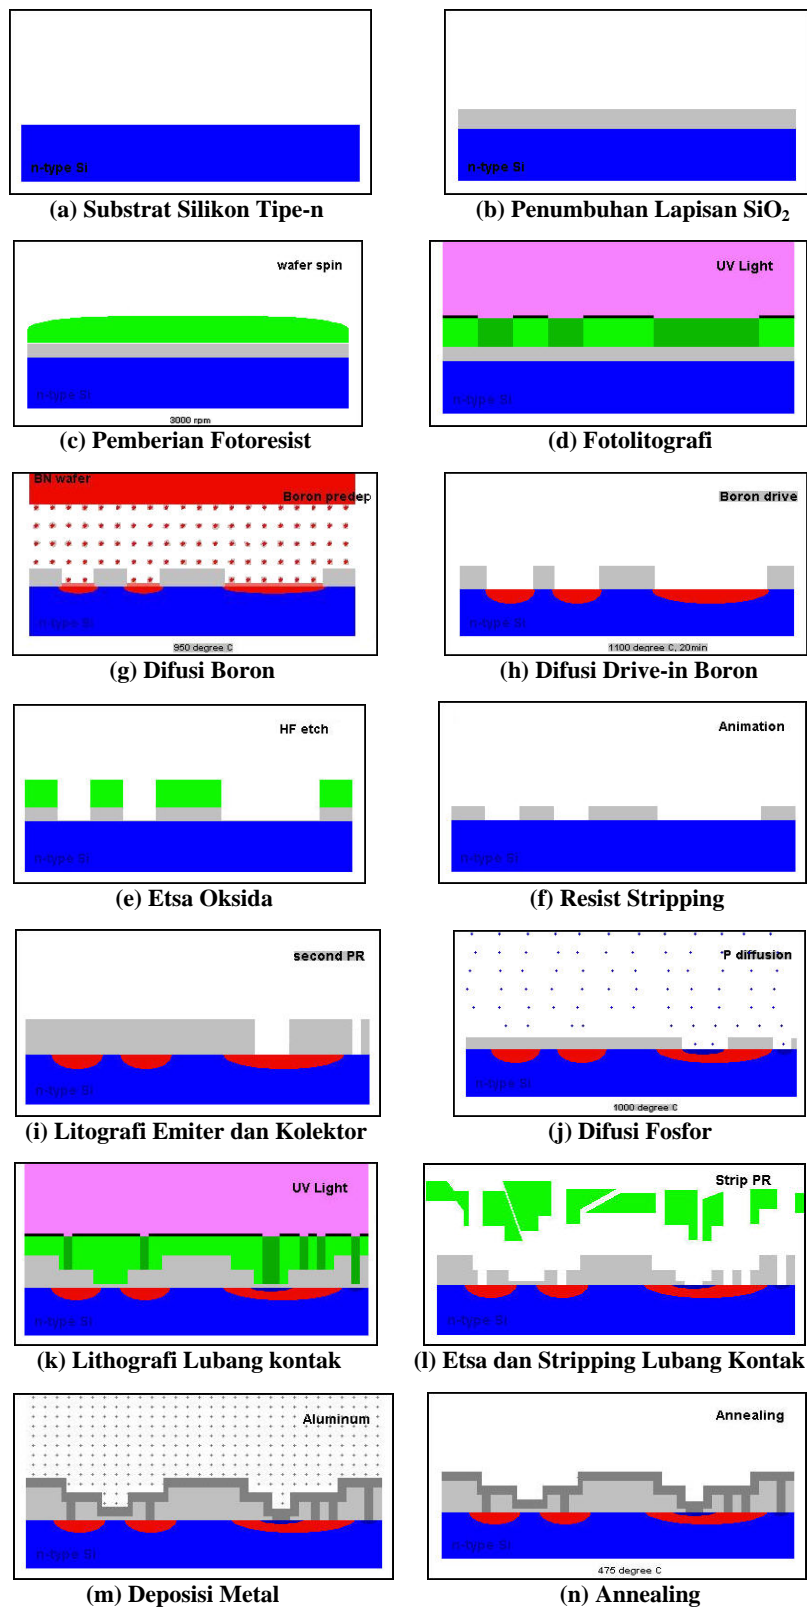 n-type Si
n-type Si
(a) Substrat Silikon Tipe-n
(b) Penumbuhan Lapisan SiO₂
wafer spin
n-type Si
3000 rpm
UV Light
n-type Si
(c) Pemberian Fotoresist
(d) Fotolitografi
BN wafer
Boron predep
n-type Si
950 degree C
Boron drive
n-type Si
1100 degree C, 20min
(g) Difusi Boron
(h) Difusi Drive-in Boron
HF etch
n-type Si
Animation
n-type Si
(e) Etsa Oksida
(f) Resist Stripping
second PR
n-type Si
P diffusion
n-type Si
1000 degree C
(i) Litografi Emiter dan Kolektor
(j) Difusi Fosfor
UV Light
n-type Si
Strip PR
n-type Si
(k) Lithografi Lubang kontak
(l) Etsa dan Stripping Lubang Kontak
Aluminum
n-type Si
Annealing
n-type Si
475 degree C
(m) Deposisi Metal
(n) Annealing